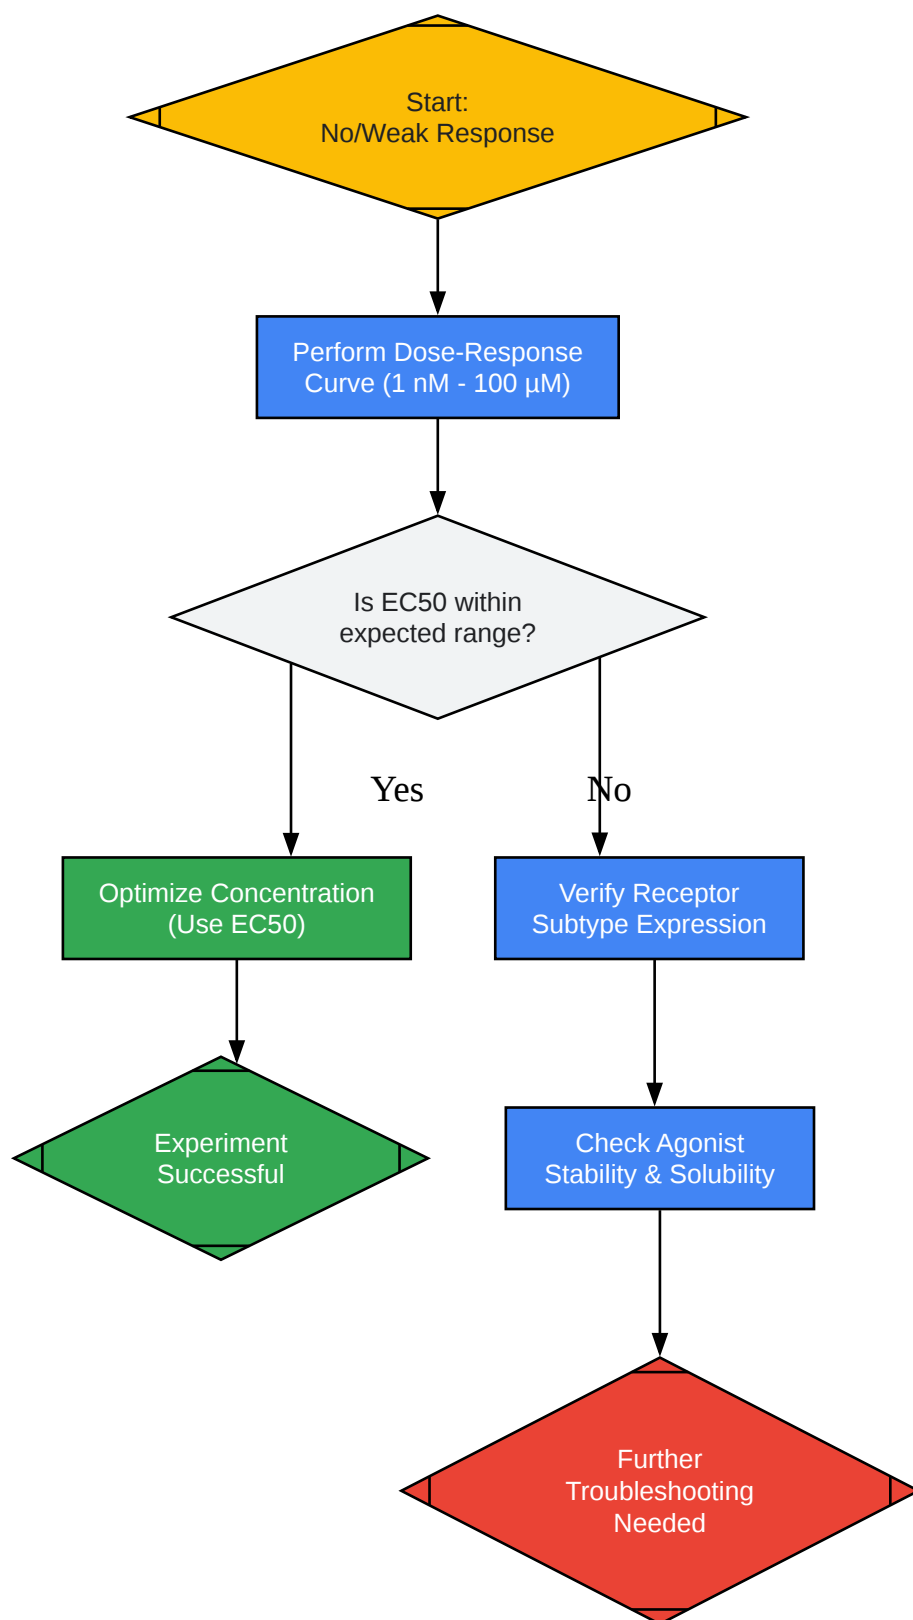 Start:
No/Weak Response
Perform Dose-Response
Curve (1 nM - 100 µM)
Is EC50 within
expected range?
Yes
No
Optimize Concentration
(Use EC50)
Verify Receptor
Subtype Expression
Experiment
Successful
Check Agonist
Stability & Solubility
Further
Troubleshooting
Needed